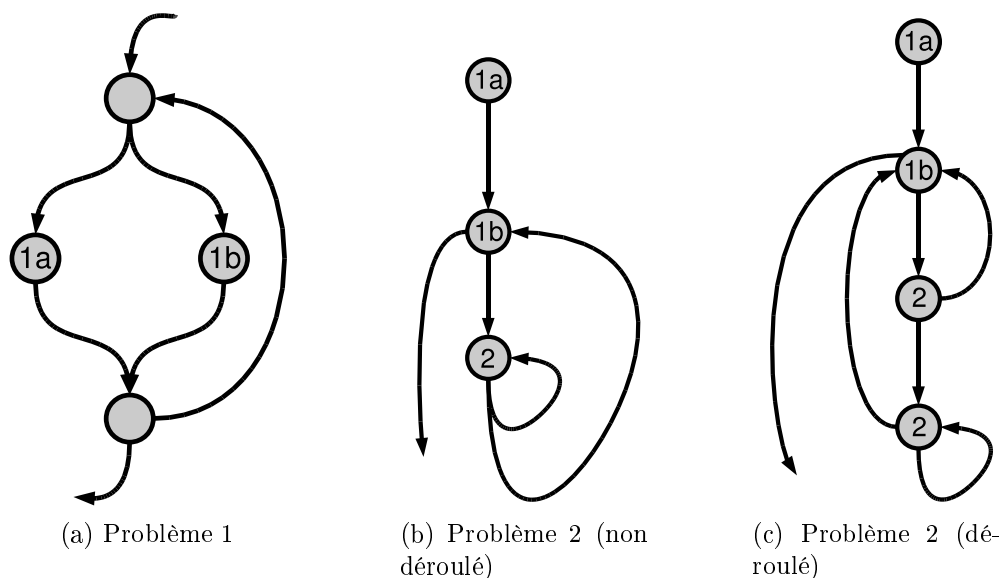 1a
1b
1a
1b
2
1a
1b
2
2
(a) Problème 1
(b) Problème 2 (non
déroulé)
(c) Problème 2 (dé-
roulé)